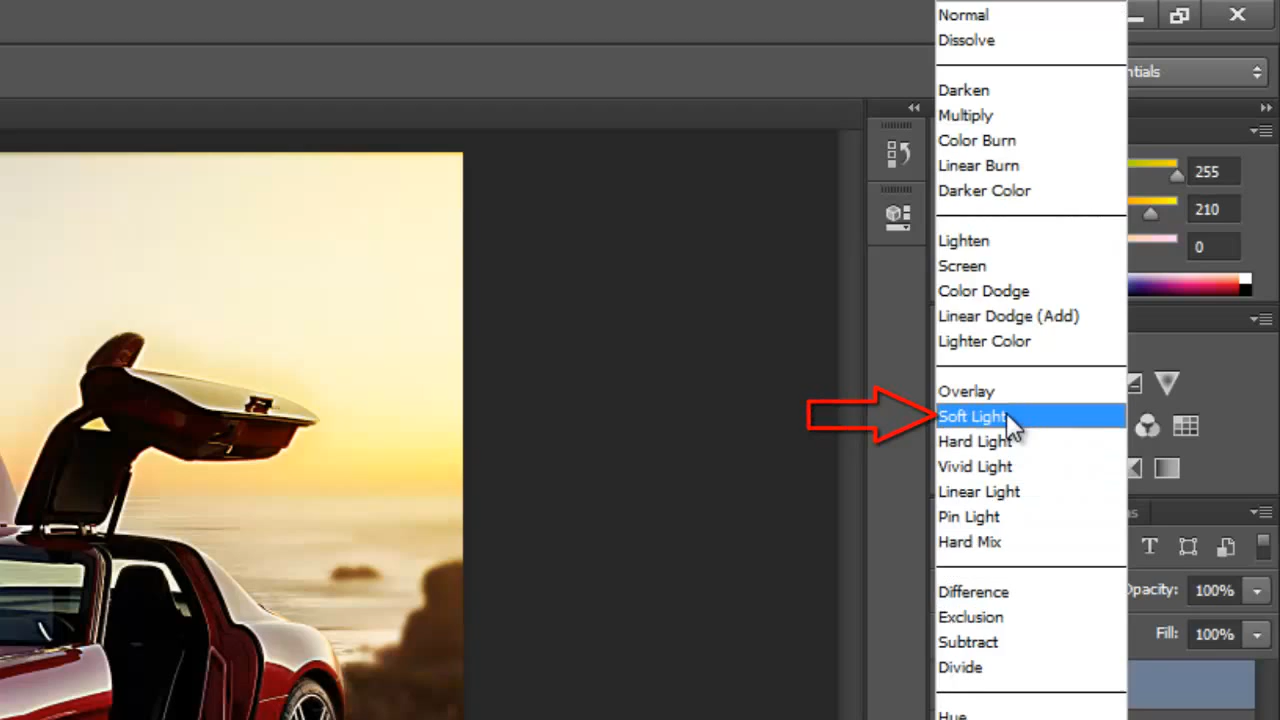 Normal
Dissolve
ntials
Darken
Multiply
Color Burn
Linear Burn
Darker Color
255
210
0
Lighten
Screen
Color Dodge
Linear Dodge (Add)
Lighter Color
Overlay
Soft Light
Hard Light
Vivid Light
Linear Light
Pin Light
Hard Mix
Difference
Exclusion
Subtract
Divide
Hue
Opacity: 100%
Fill: 100%